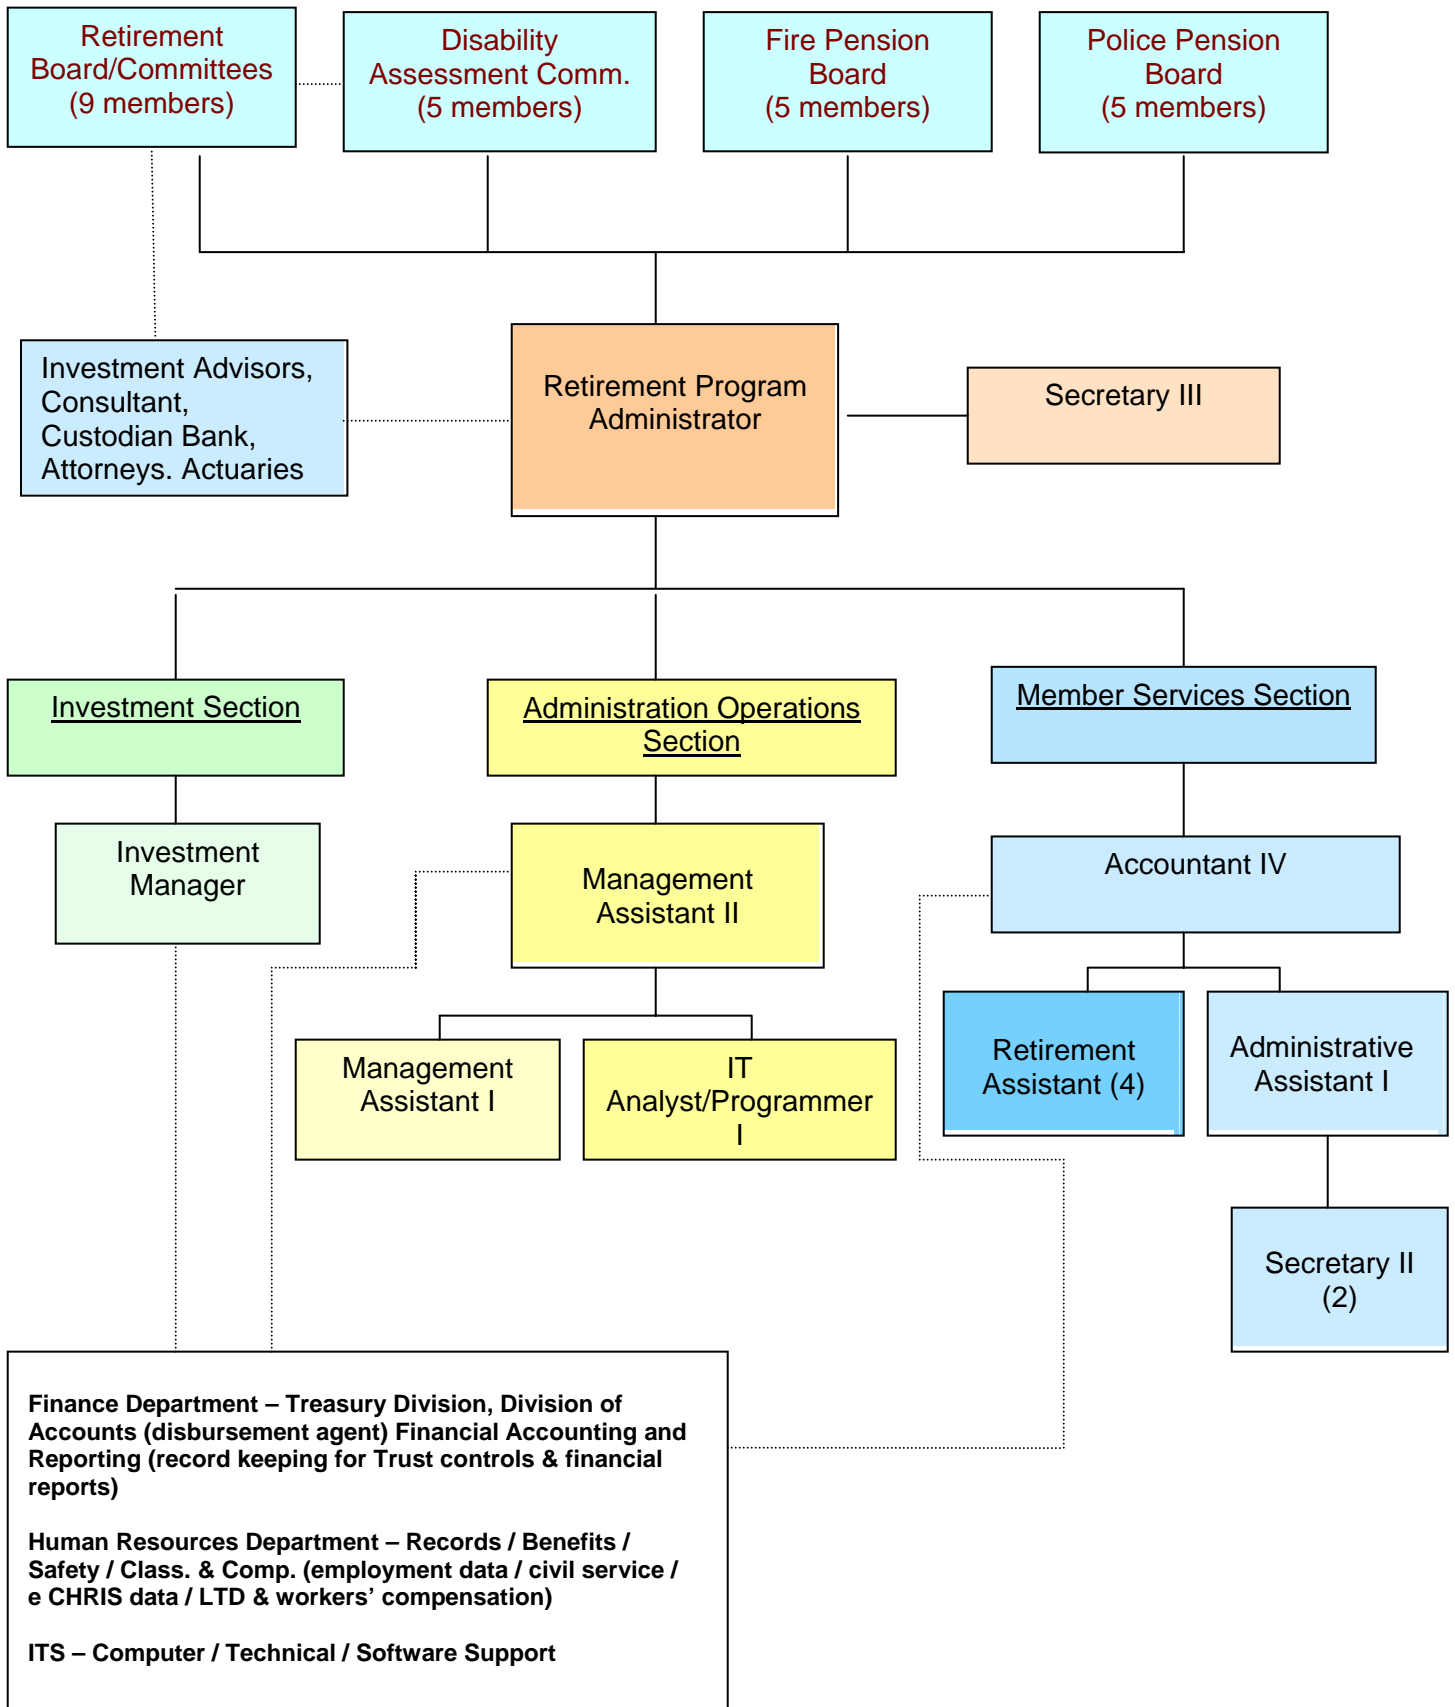 Retirement
Board/Committees
(9 members)
Disability
Assessment Comm.
(5 members)
Fire Pension
Board
(5 members)
Police Pension
Board
(5 members)
Investment Advisors,
Consultant,
Custodian Bank,
Attorneys. Actuaries
Retirement Program
Administrator
Secretary III
Investment Section
Administration Operations
Section
Member Services Section
Investment
Manager
Management
Assistant II
Accountant IV
Management
Assistant I
IT
Analyst/Programmer
I
Retirement
Assistant (4)
Administrative
Assistant I
Secretary II
(2)
Finance Department – Treasury Division, Division of
Accounts (disbursement agent) Financial Accounting and
Reporting (record keeping for Trust controls & financial
reports)
Human Resources Department – Records / Benefits /
Safety / Class. & Comp. (employment data / civil service /
e CHRIS data / LTD & workers’ compensation)
ITS – Computer / Technical / Software Support